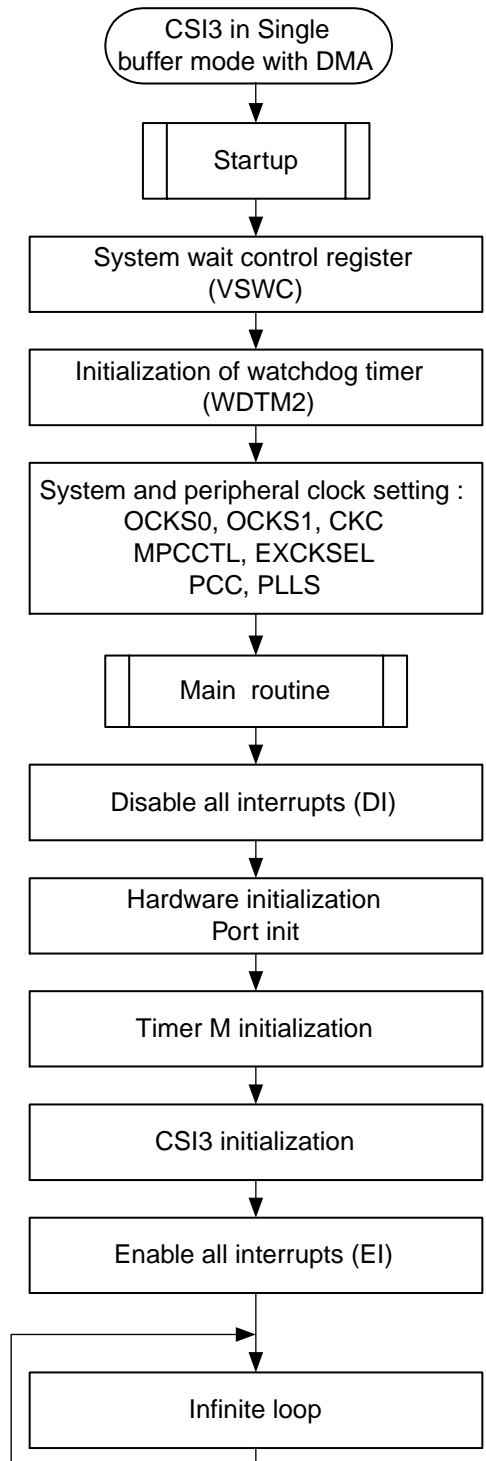 CSI3 in Single
buffer mode with DMA
Startup
System wait control register
(VSWC)
Initialization of watchdog timer
(WDTM2)
System and peripheral clock setting :
OCKS0, OCKS1, CKC
MPCCTL, EXCKSEL
PCC, PLLS
Main routine
Disable all interrupts (DI)
Hardware initialization
Port init
Timer M initialization
CSI3 initialization
Enable all interrupts (EI)
Infinite loop